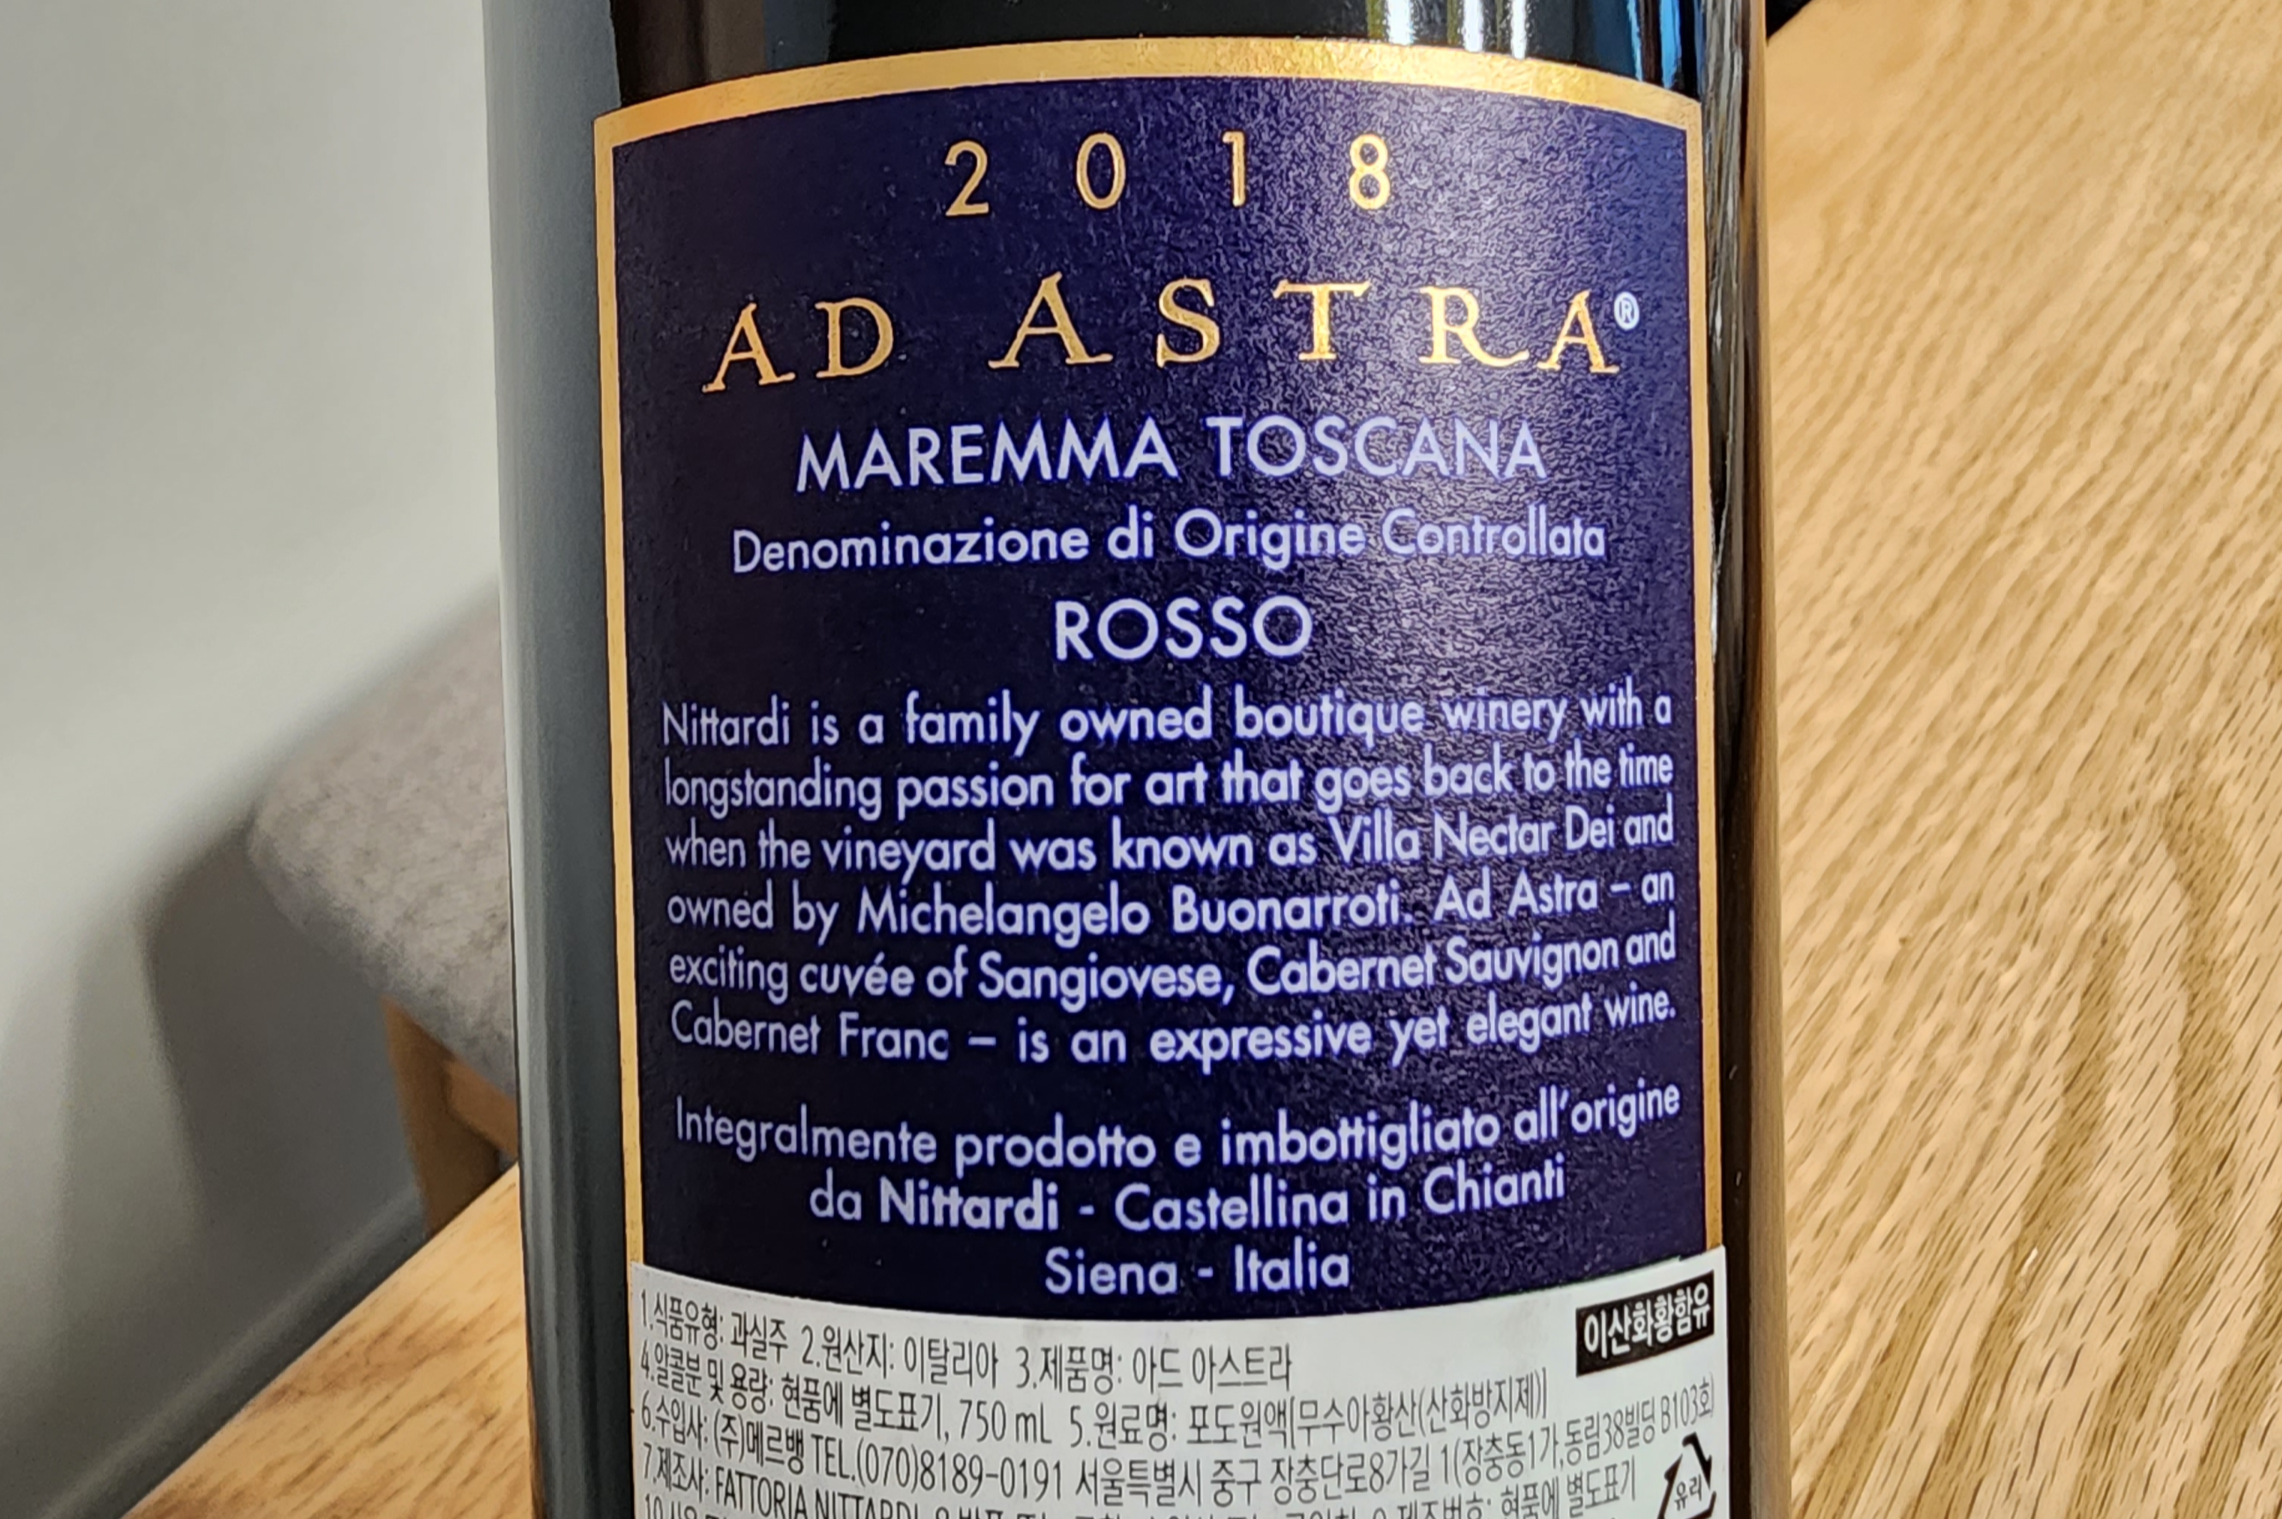 2018
AD ASTRA®
MAREMMA TOSCANA
Denominazione di Origine Controllata
ROSSO
Nittardi is a family owned boutique winery with a
longstanding passion for art that goes back to the time
when the vineyard was known as Villa Nectar Dei and
owned by Michelangelo Buonarroti. Ad Astra – an
exciting cuvée of Sangiovese, Cabernet Sauvignon and
Cabernet Franc – is an expressive yet elegant wine.
Integralmente prodotto e imbottigliato all'origine
da Nittardi - Castellina in Chianti
Siena - Italia
이산화황함유
1.식품유형: 과실주 2.원산지: 이탈리아 3.제품명: 아드 아스트라
4.알콜분 및 용량: 현품에 별도표기, 750 mL 5.원료명: 포도원액[무수아황산(산화방지제)]
6.수입사: (주)메르뱅 TEL.(070)8189-0191 서울특별시 중구 장충단로8가길 1(장충동1가,동림38빌딩 B103호)
7.제조사: FATTORIA NITTARDI 현품에 별도표기
유리